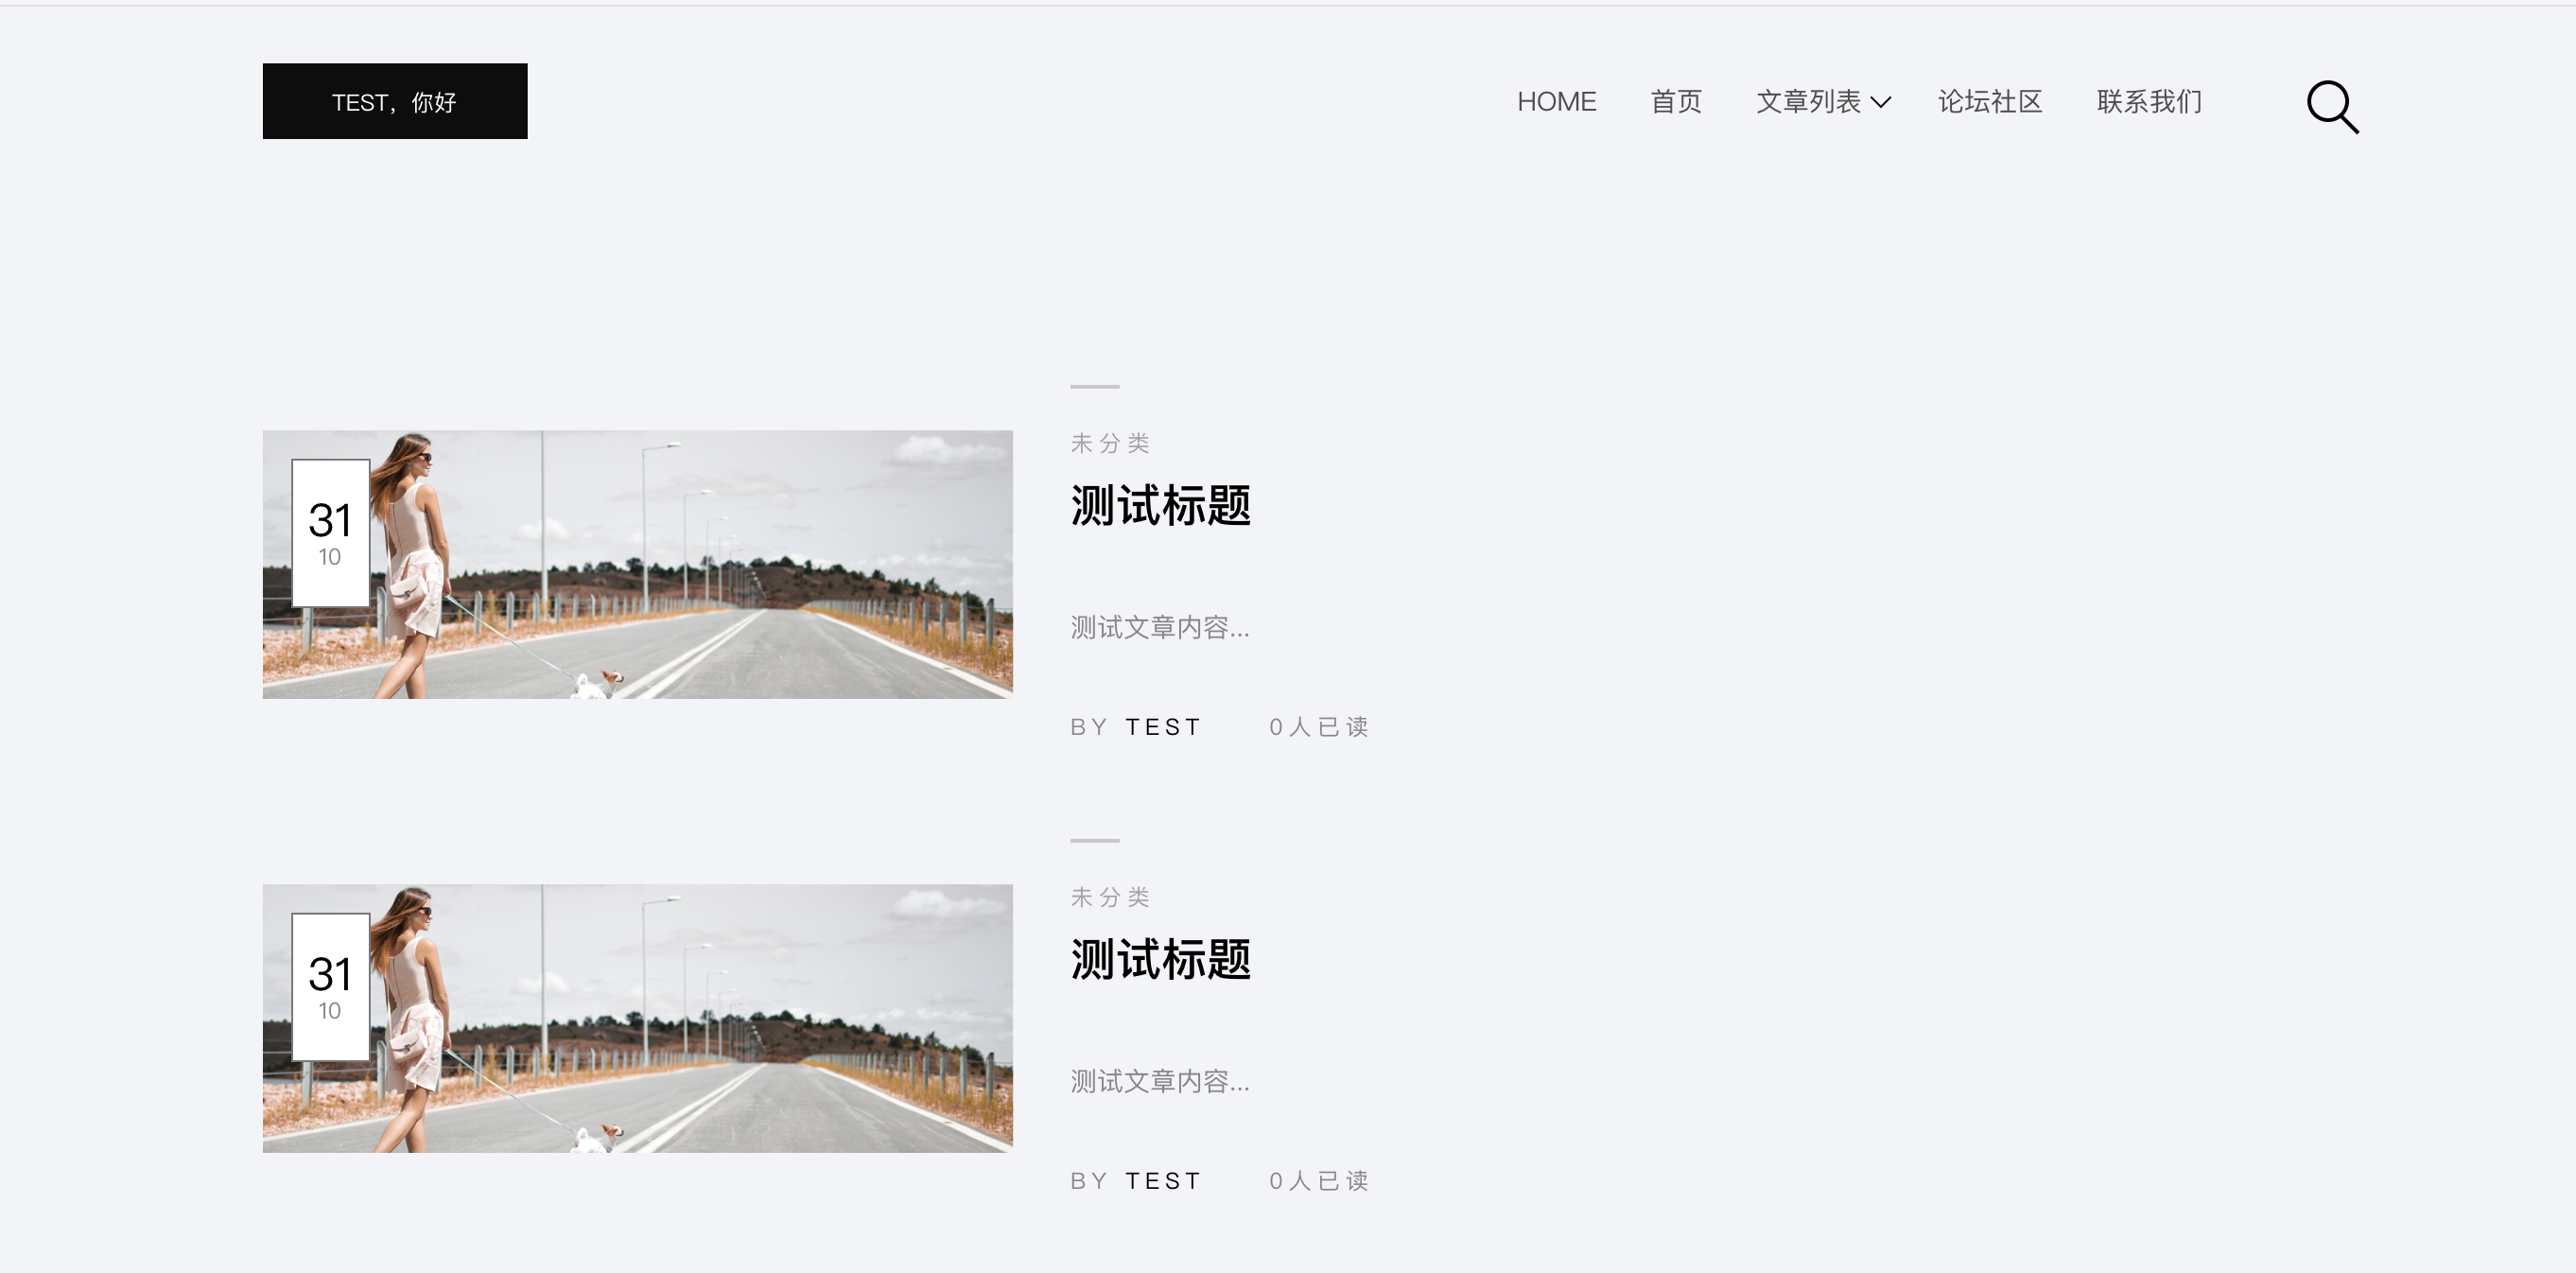 TEST，你好
HOME 首页 文章列表 论坛社区 联系我们
31
10
未分类
测试标题
测试文章内容...
BY TEST 0人已读
31
10
未分类
测试标题
测试文章内容...
BY TEST 0人已读